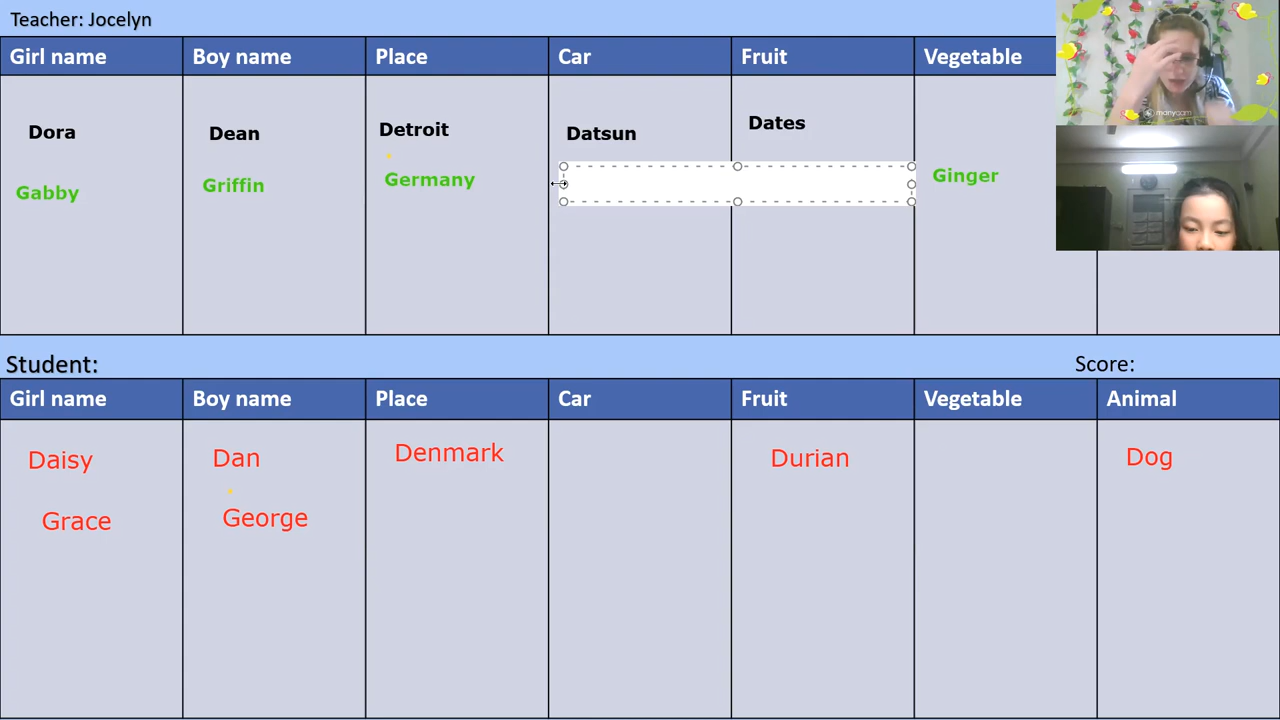 Teacher: Jocelyn
Girl name Boy name Place Car Fruit Vegetable
Dora Dean Detroit Datsun Dates
Gabby Griffin Germany Ginger
manycam
Student: Score:
Girl name Boy name Place Car Fruit Vegetable Animal
Daisy Dan Denmark Durian Dog
Grace George